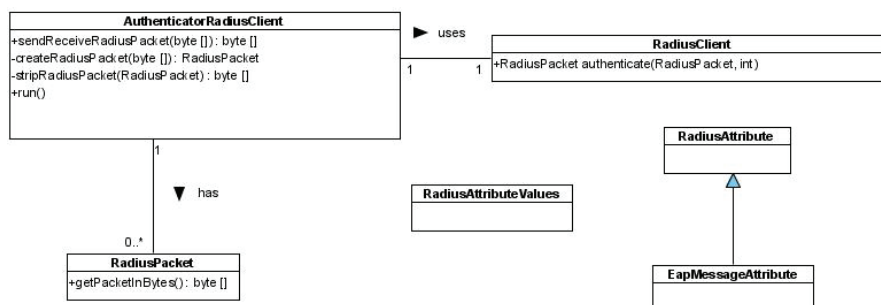 AuthenticatorRadiusClient
+sendReceiveRadiusPacket(byte []): byte []
-createRadiusPacket(byte []): RadiusPacket
-stripRadiusPacket(RadiusPacket): byte []
+run()
uses
1
1
RadiusClient
+RadiusPacket authenticate(RadiusPacket, int)
1
has
0..*
RadiusPacket
+getPacketInBytes(): byte []
RadiusAttributeValues
RadiusAttribute
EapMessageAttribute